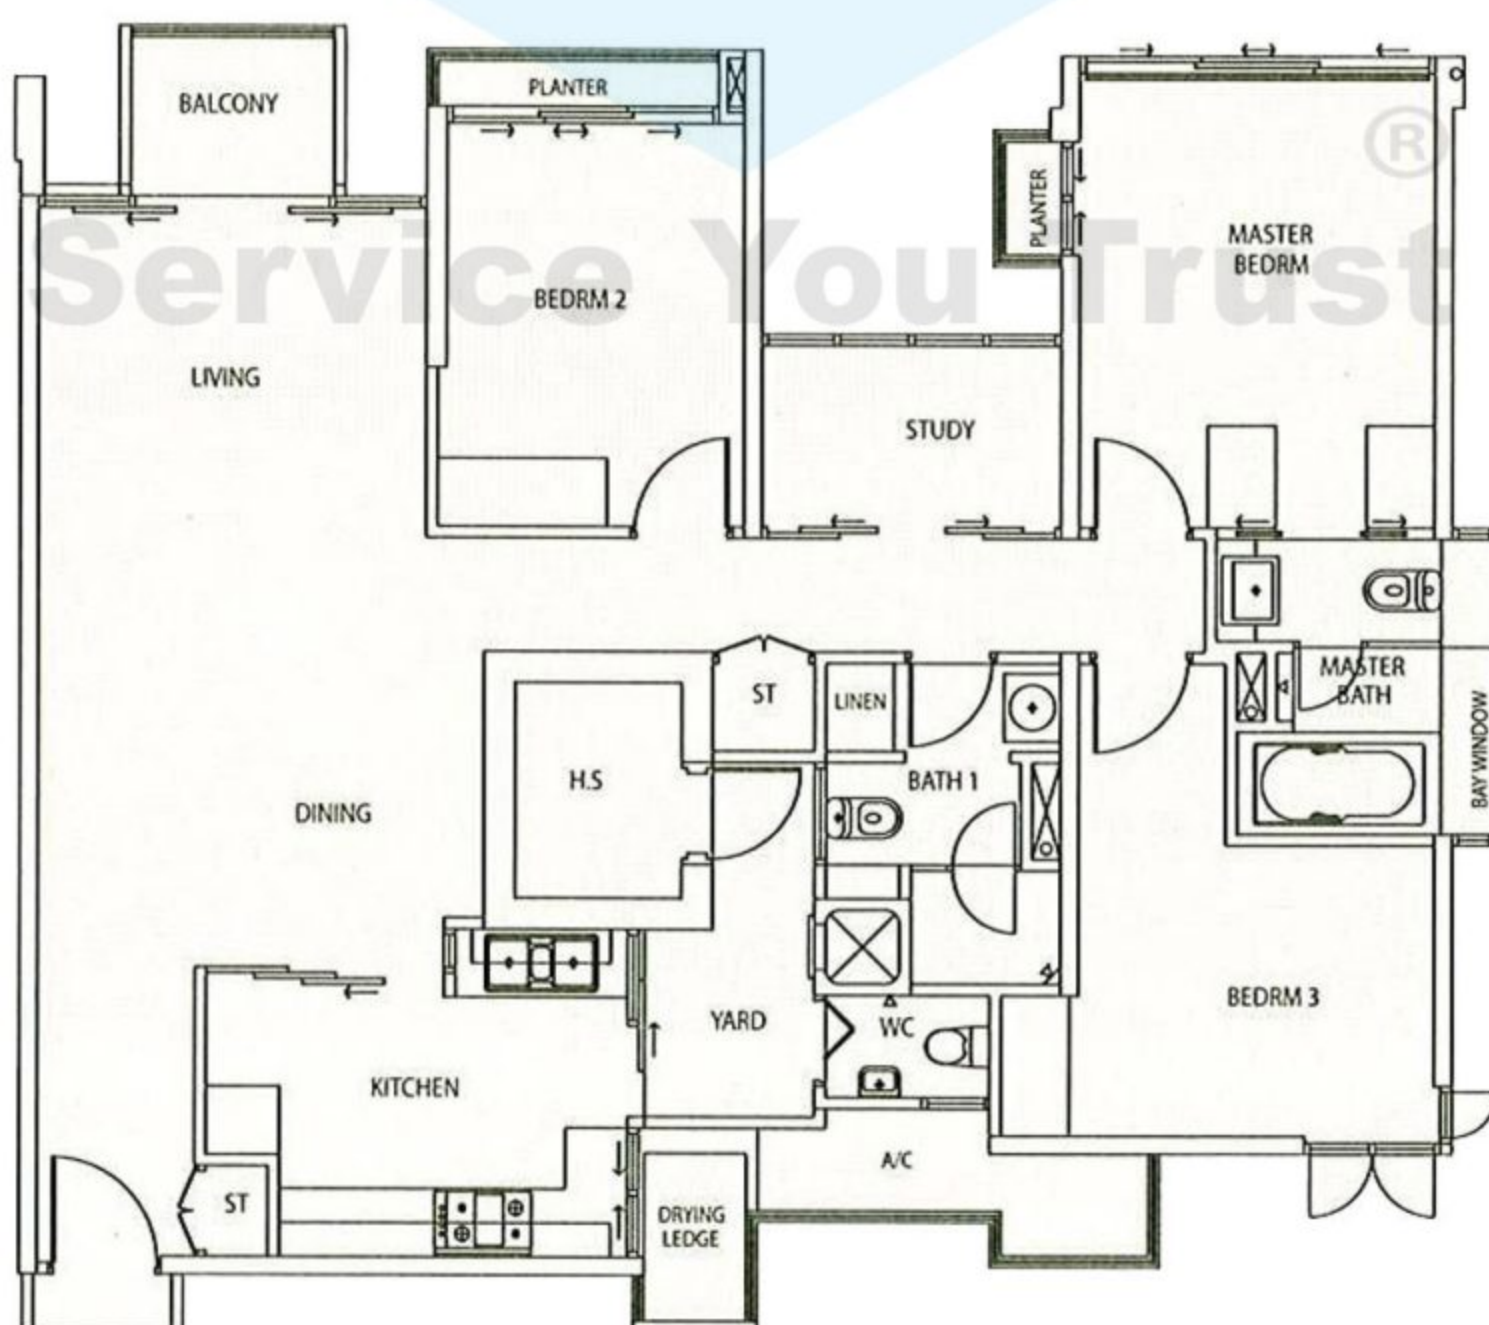 BALCONY
PLANTER
PLANTER
MASTER
BEDRM
®
Service You Trust
BEDRM 2
LIVING
STUDY
MASTER
BATH
ST
LINEN
BAY WINDOW
H.S
BATH 1
DINING
BEDRM 3
YARD
WC
KITCHEN
A/C
ST
DRYING
LEDGE